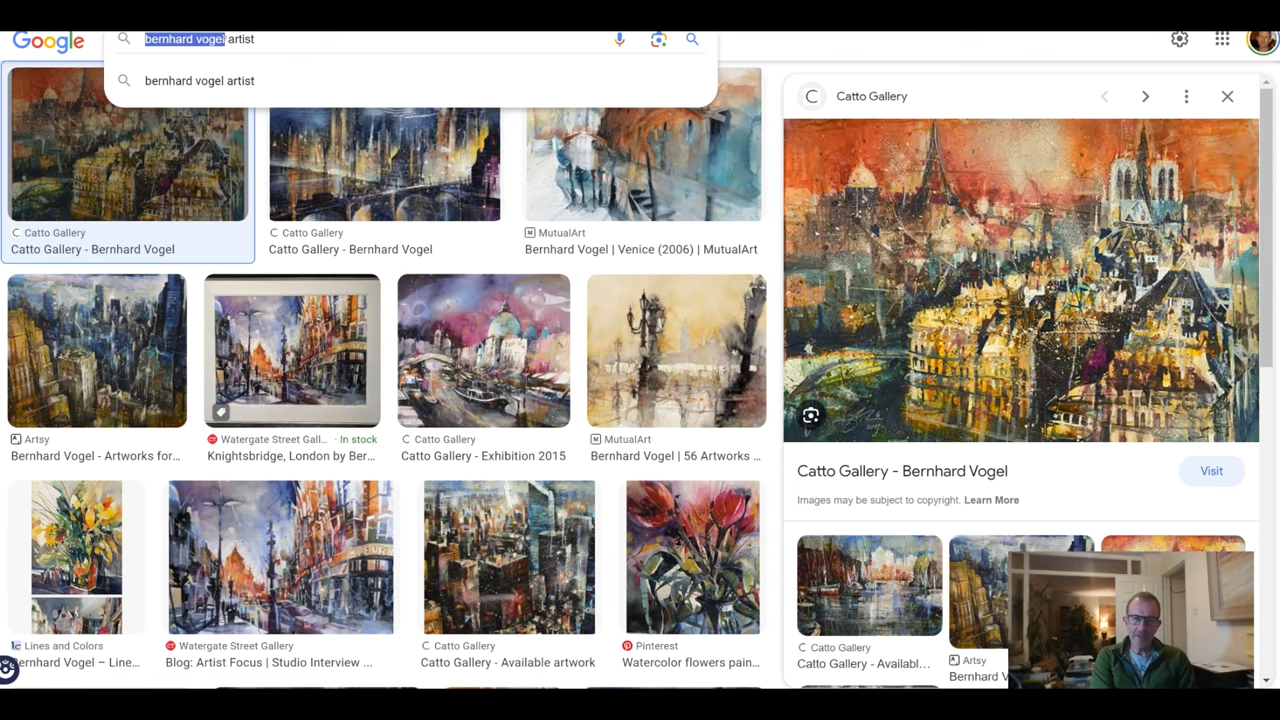 Google
bernhard vogel artist
bernhard vogel artist
Catto Gallery
Catto Gallery - Bernhard Vogel
Catto Gallery
Catto Gallery - Bernhard Vogel
MutualArt
Bernhard Vogel | Venice (2006) | MutualArt
Artsy
Bernhard Vogel - Artworks for...
Watergate Street Gall... · In stock
Knightsbridge, London by Ber...
Catto Gallery
Catto Gallery - Exhibition 2015
MutualArt
Bernhard Vogel | 56 Artworks ...
Lines and Colors
ernhard Vogel – Line...
Watergate Street Gallery
Blog: Artist Focus | Studio Interview ...
Catto Gallery
Catto Gallery - Available artwork
Pinterest
Watercolor flowers pain...
C
Catto Gallery
Catto Gallery - Bernhard Vogel
Visit
Images may be subject to copyright. Learn More
Catto Gallery
Catto Gallery - Availabl...
Artsy
Bernhard V